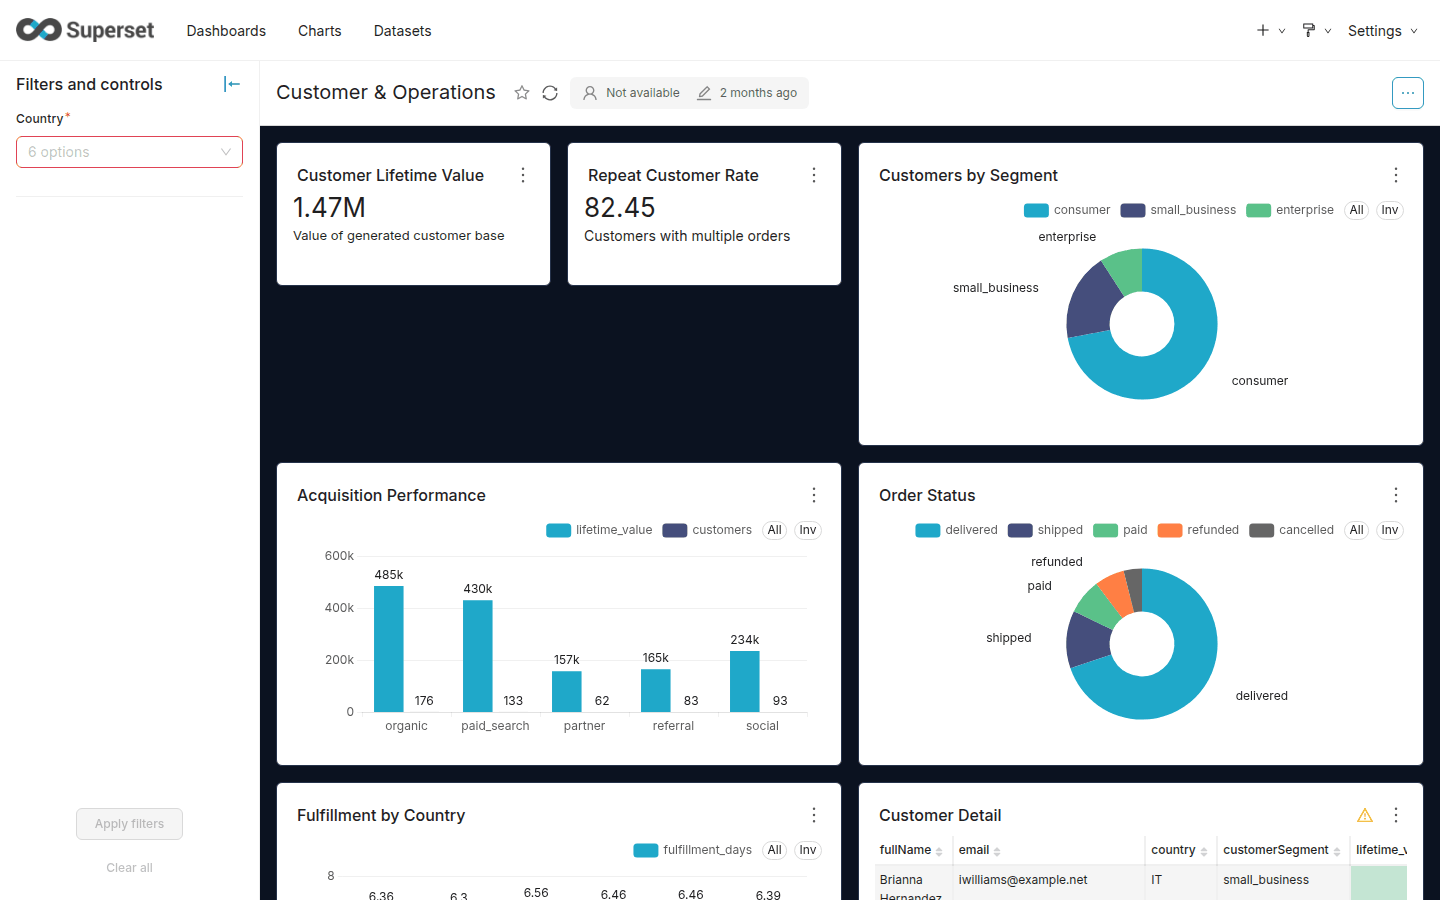 Superset
Dashboards
Charts
Datasets
Settings
Filters and controls
Country*
6 options
Apply filters
Clear all
Customer & Operations
Not available
2 months ago
Customer Lifetime Value
1.47M
Value of generated customer base
Repeat Customer Rate
82.45
Customers with multiple orders
Customers by Segment
consumer small_business enterprise All Inv
enterprise
small_business
consumer
Acquisition Performance
lifetime_value customers All Inv
600k
485k
430k
400k
234k
200k
157k
165k
176
133
62
83
93
0
organic paid_search partner referral social
Order Status
delivered shipped paid refunded cancelled All Inv
refunded
paid
shipped
delivered
Fulfillment by Country
fulfillment_days All Inv
8
6.36 6.3 6.56 6.46 6.46 6.39
Customer Detail
fullName email country customerSegment lifetime_v
Brianna iwilliams@example.net IT small_business
Hernandez